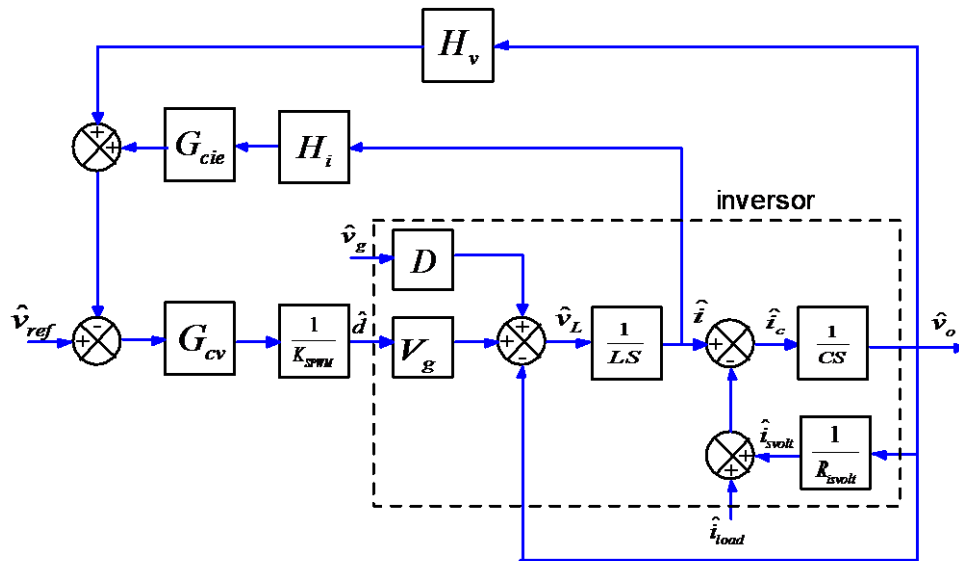 H_v
+
+
G_cie
H_i
inversor
v̂_g
D
v̂_ref
-
+
G_cv
1/K_SPWM
d̂
V_g
+
+
-
v̂_L
1/LS
î
+
-
î_c
1/CS
v̂_o
î_svolt
+
+
1/R_isvolt
î_load